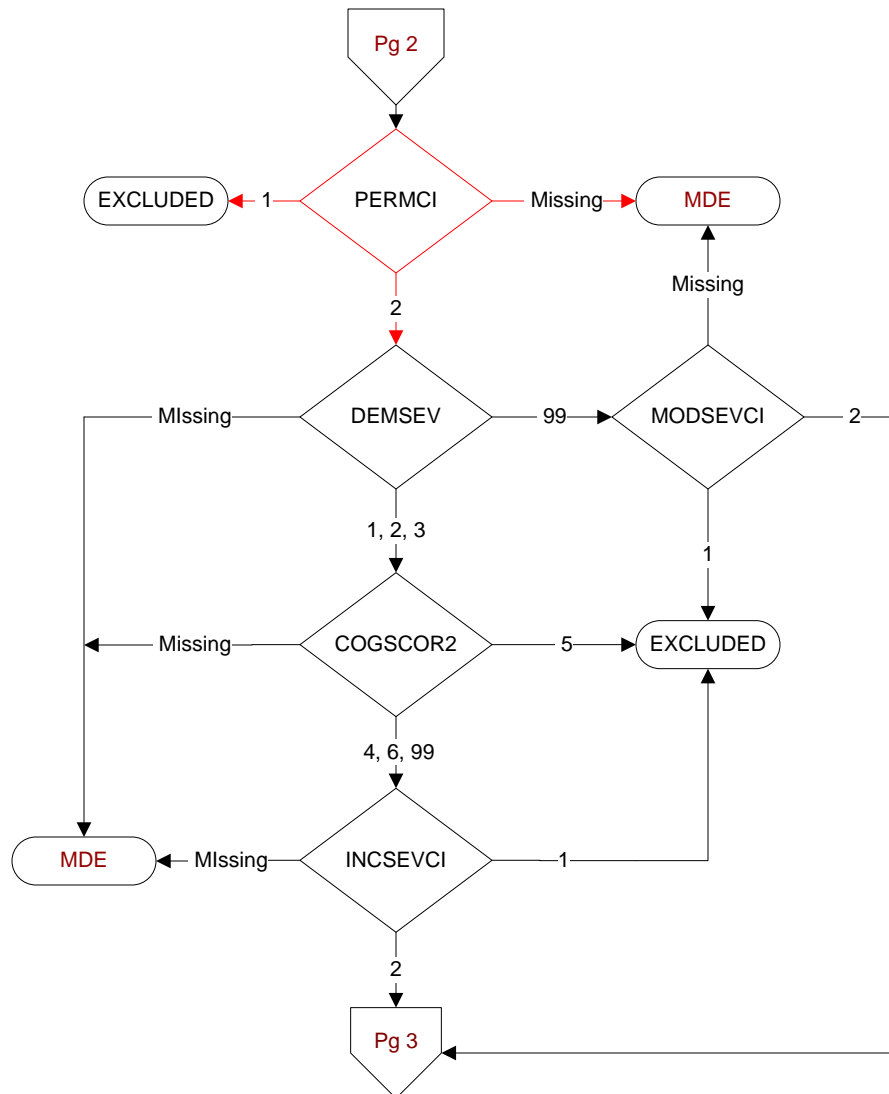 Pg 2
EXCLUDED
1
PERMCI
Missing
MDE
2
Missing
MIssing
DEMSEV
99
MODSEVCI
2
1, 2, 3
1
Missing
COGSCOR2
5
EXCLUDED
4, 6, 99
MDE
MIssing
INCSEVCI
1
2
Pg 3